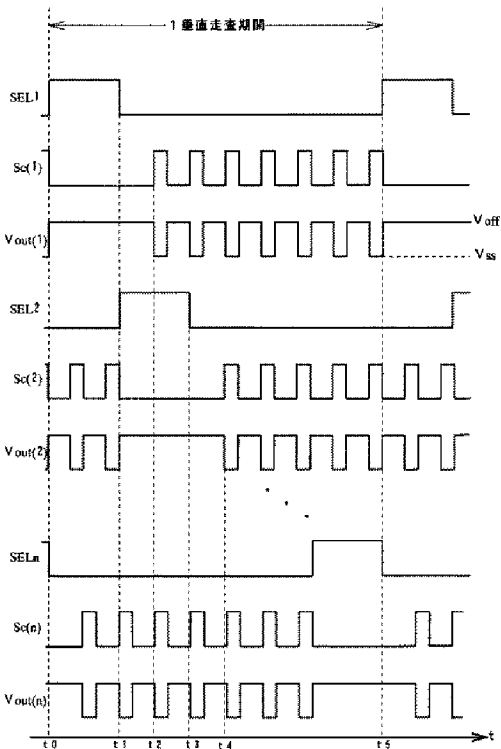 1 垂直走査期間
SEL1
Sc(1)
Vout(1)
Voff
Vss
SEL2
Sc(2)
Vout(2)
SELn
Sc(n)
Vout(n)
t0 t1 t2 t3 t4 t5 t